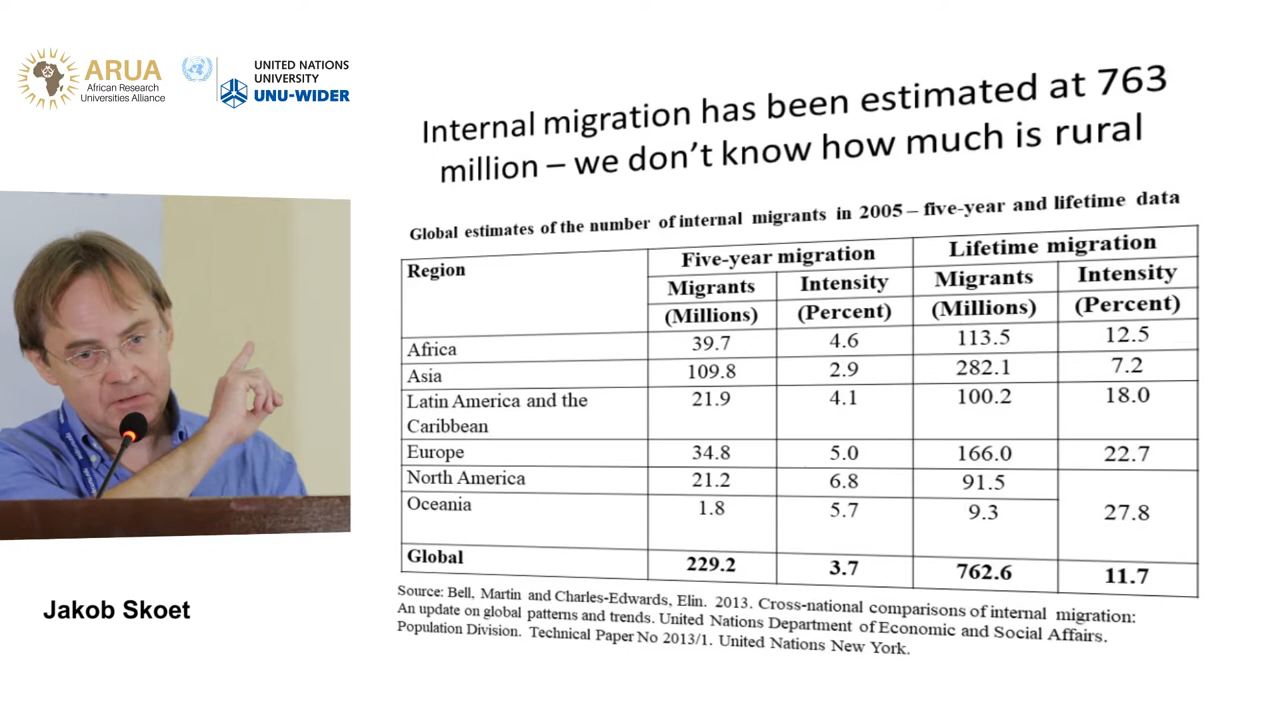 ARUA
African Research
Universities Alliance
UNITED NATIONS
UNIVERSITY
UNU-WIDER
Internal migration has been estimated at 763
million – we don't know how much is rural
Global estimates of the number of internal migrants in 2005 – five-year and lifetime data
Region Five-year migration Lifetime migration
Migrants Intensity Migrants Intensity
(Millions) (Percent) (Millions) (Percent)
Africa 39.7 4.6 113.5 12.5
Asia 109.8 2.9 282.1 7.2
Latin America and the 21.9 4.1 100.2 18.0
Caribbean
Europe 34.8 5.0 166.0 22.7
North America 21.2 6.8 91.5
Oceania 1.8 5.7 9.3 27.8
Global 229.2 3.7 762.6 11.7
Source: Bell, Martin and Charles-Edwards, Elin. 2013. Cross-national comparisons of internal migration:
An update on global patterns and trends. United Nations Department of Economic and Social Affairs.
Population Division. Technical Paper No 2013/1. United Nations New York.
Jakob Skoet